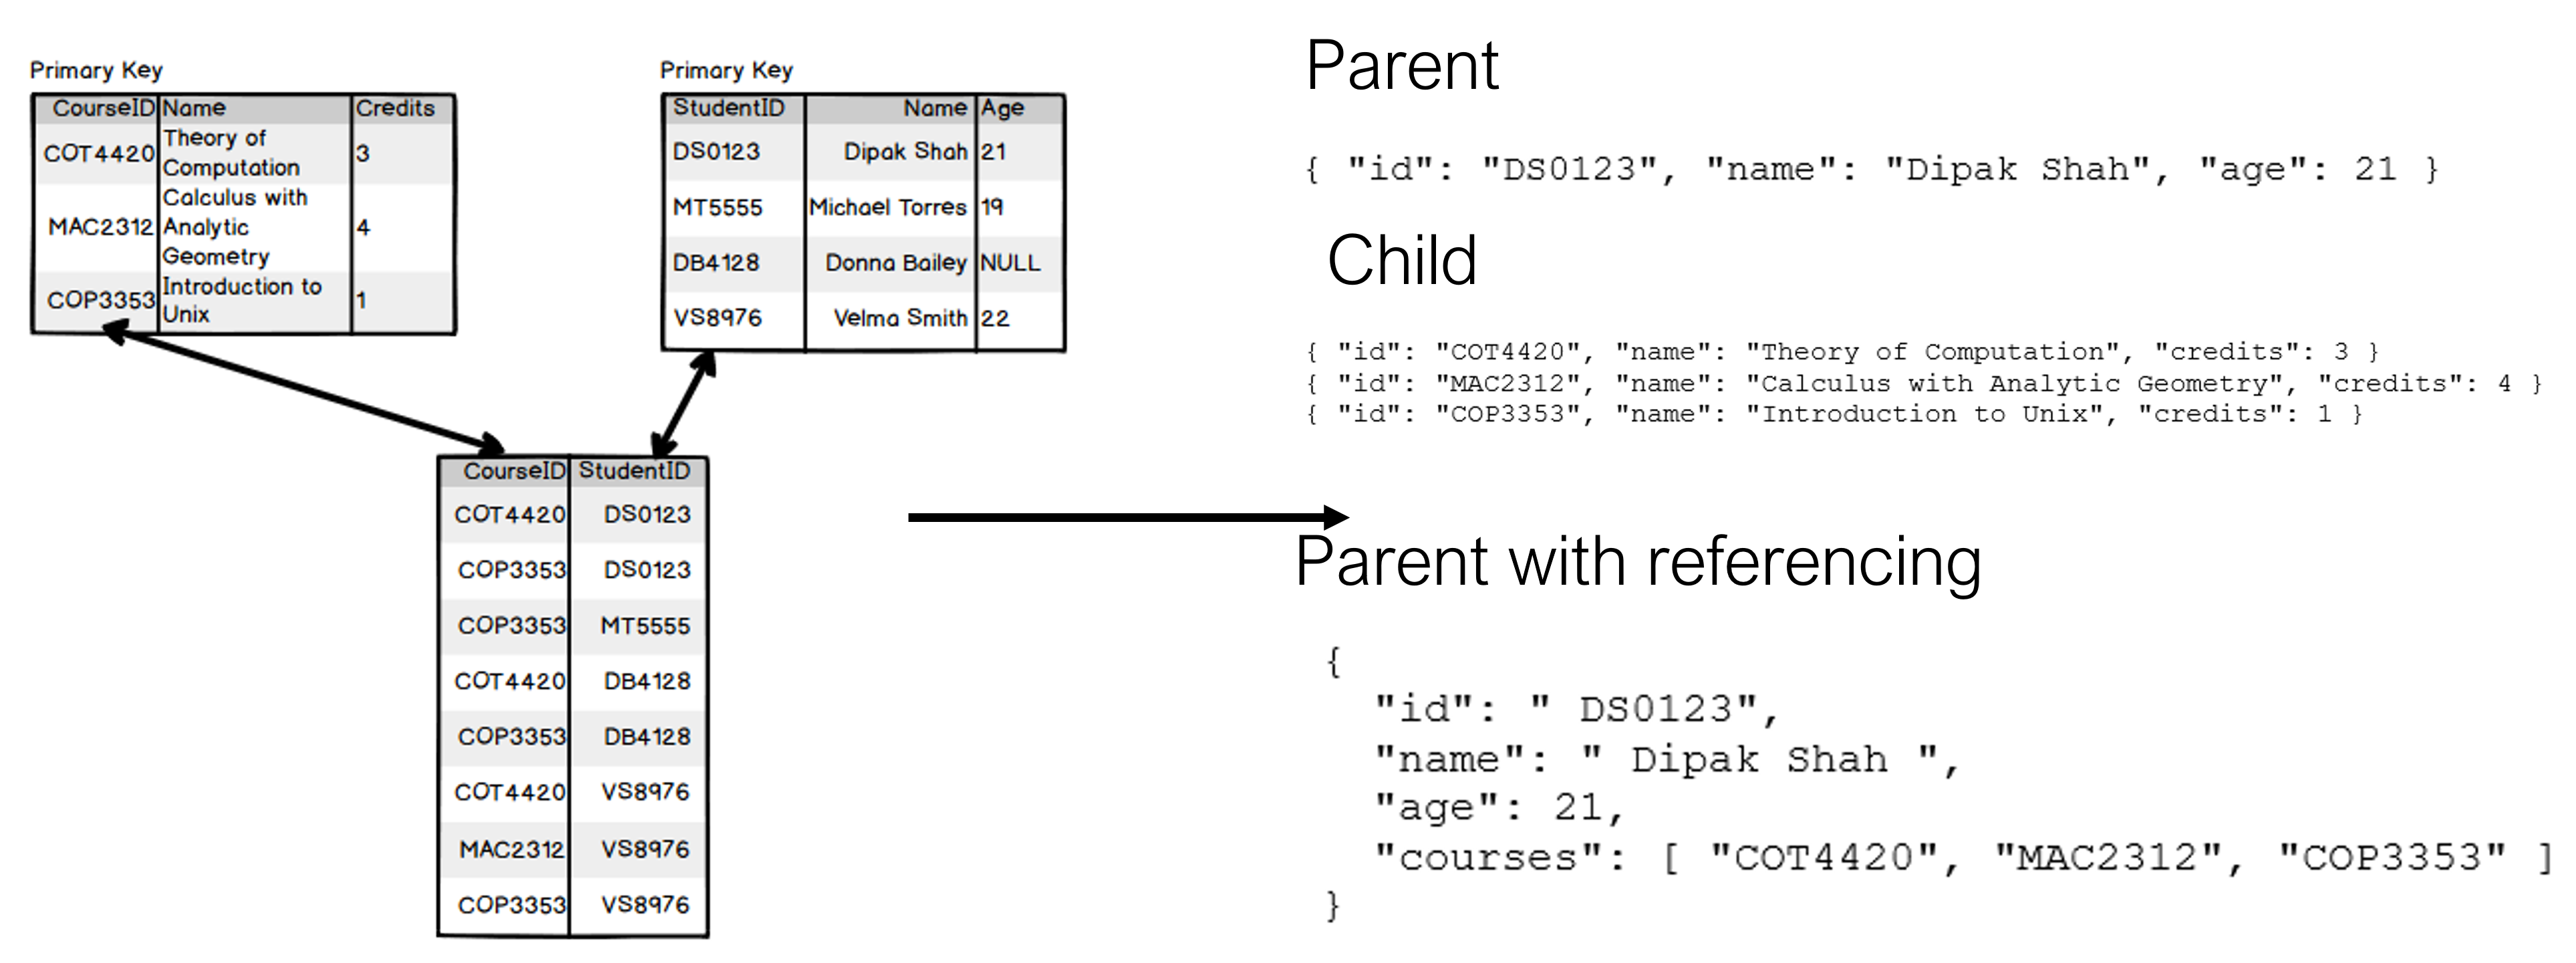 Primary Key
CourseID Name Credits
COT4420 Theory of Computation 3
MAC2312 Calculus with Analytic Geometry 4
COP3353 Introduction to Unix 1
Primary Key
StudentID Name Age
DS0123 Dipak Shah 21
MT5555 Michael Torres 19
DB4128 Donna Bailey NULL
VS8976 Velma Smith 22
CourseID StudentID
COT4420 DS0123
COP3353 DS0123
COP3353 MT5555
COT4420 DB4128
COP3353 DB4128
COT4420 VS8976
MAC2312 VS8976
COP3353 VS8976
Parent
{ "id": "DS0123", "name": "Dipak Shah", "age": 21 }
Child
{ "id": "COT4420", "name": "Theory of Computation", "credits": 3 }
{ "id": "MAC2312", "name": "Calculus with Analytic Geometry", "credits": 4 }
{ "id": "COP3353", "name": "Introduction to Unix", "credits": 1 }
Parent with referencing
{
"id": " DS0123",
"name": " Dipak Shah ",
"age": 21,
"courses": [ "COT4420", "MAC2312", "COP3353" ]
}